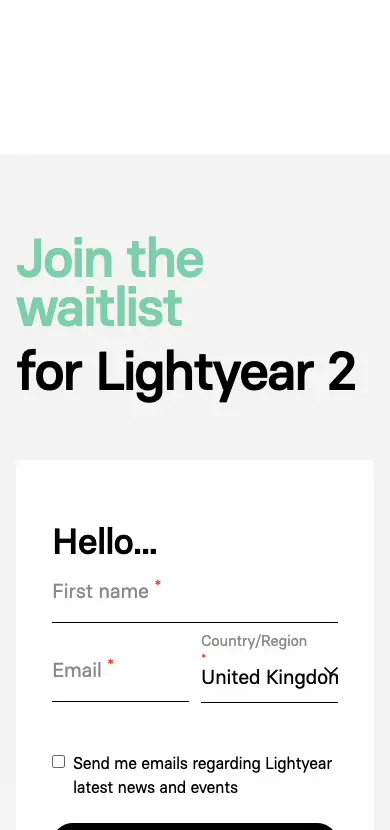 Join the
waitlist
for Lightyear 2
Hello...
First name *
Country/Region
*
Email *
United Kingdom
Send me emails regarding Lightyear
latest news and events